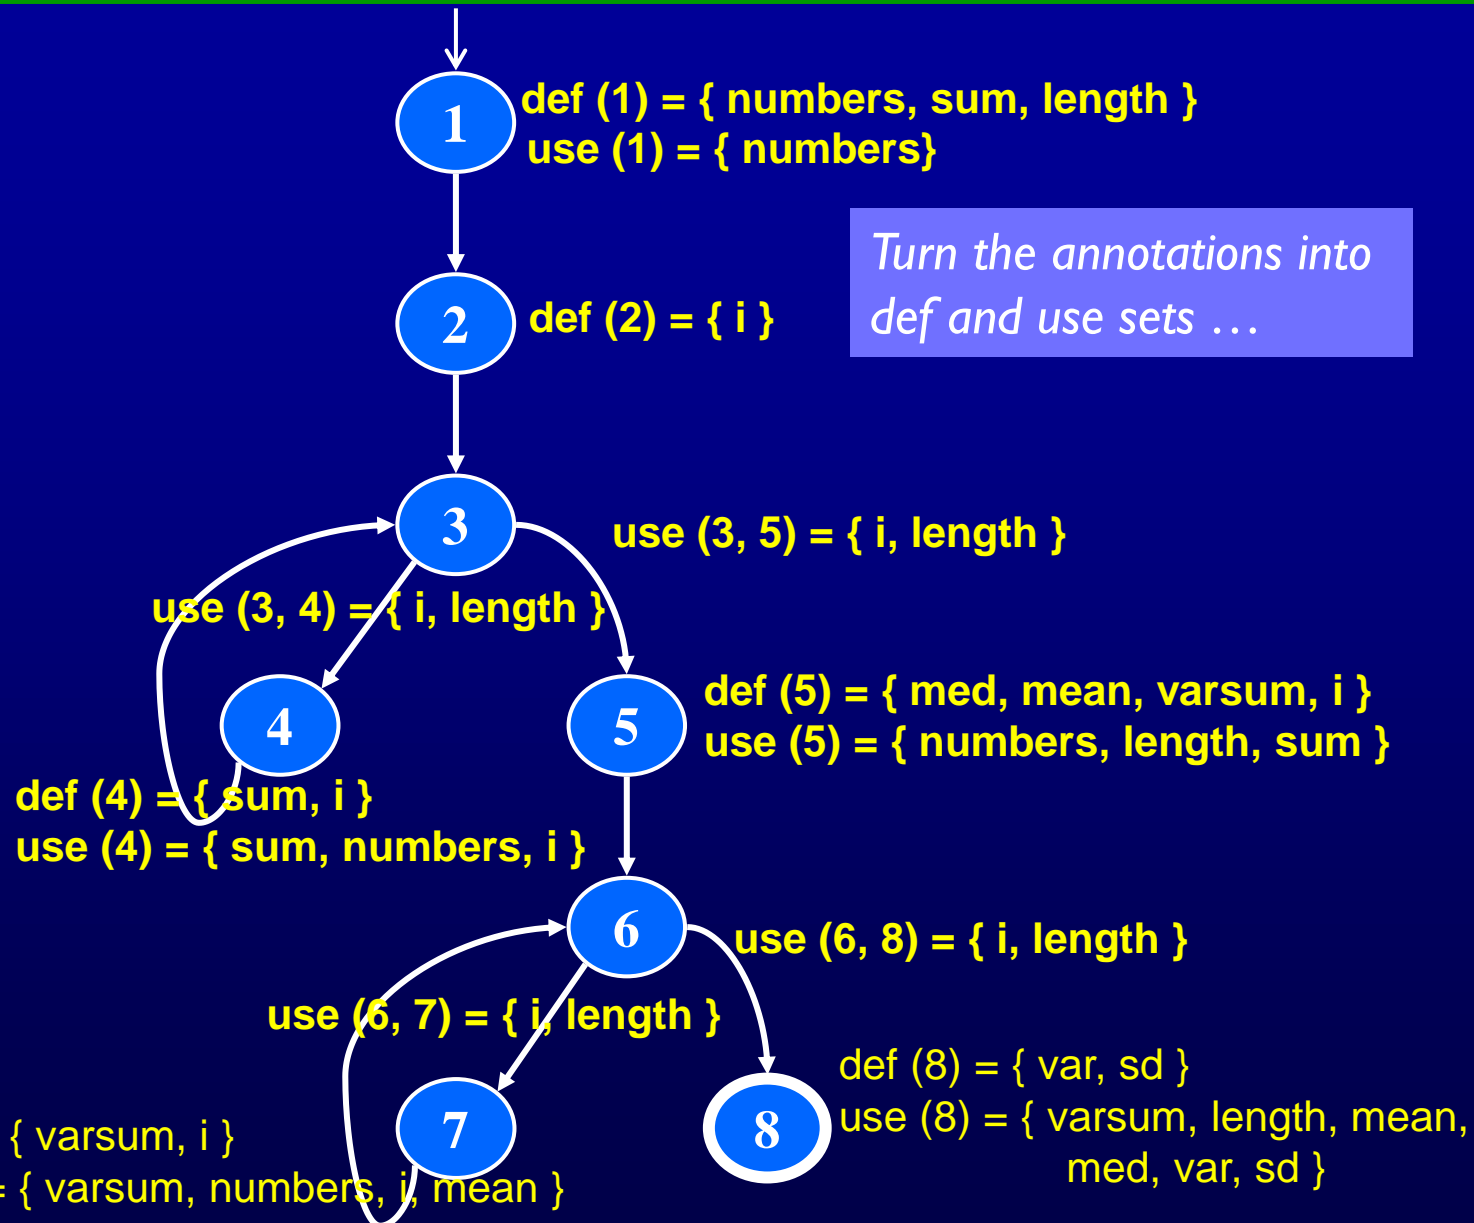 1
def (1) = { numbers, sum, length }
use (1) = { numbers}
Turn the annotations into
def and use sets …
2
def (2) = { i }
3
use (3, 5) = { i, length }
use (3, 4) = { i, length }
4
5
def (5) = { med, mean, varsum, i }
use (5) = { numbers, length, sum }
def (4) = { sum, i }
use (4) = { sum, numbers, i }
6
use (6, 8) = { i, length }
use (6, 7) = { i, length }
7
8
def (8) = { var, sd }
use (8) = { varsum, length, mean,
med, var, sd }
{ varsum, i }
= { varsum, numbers, i, mean }